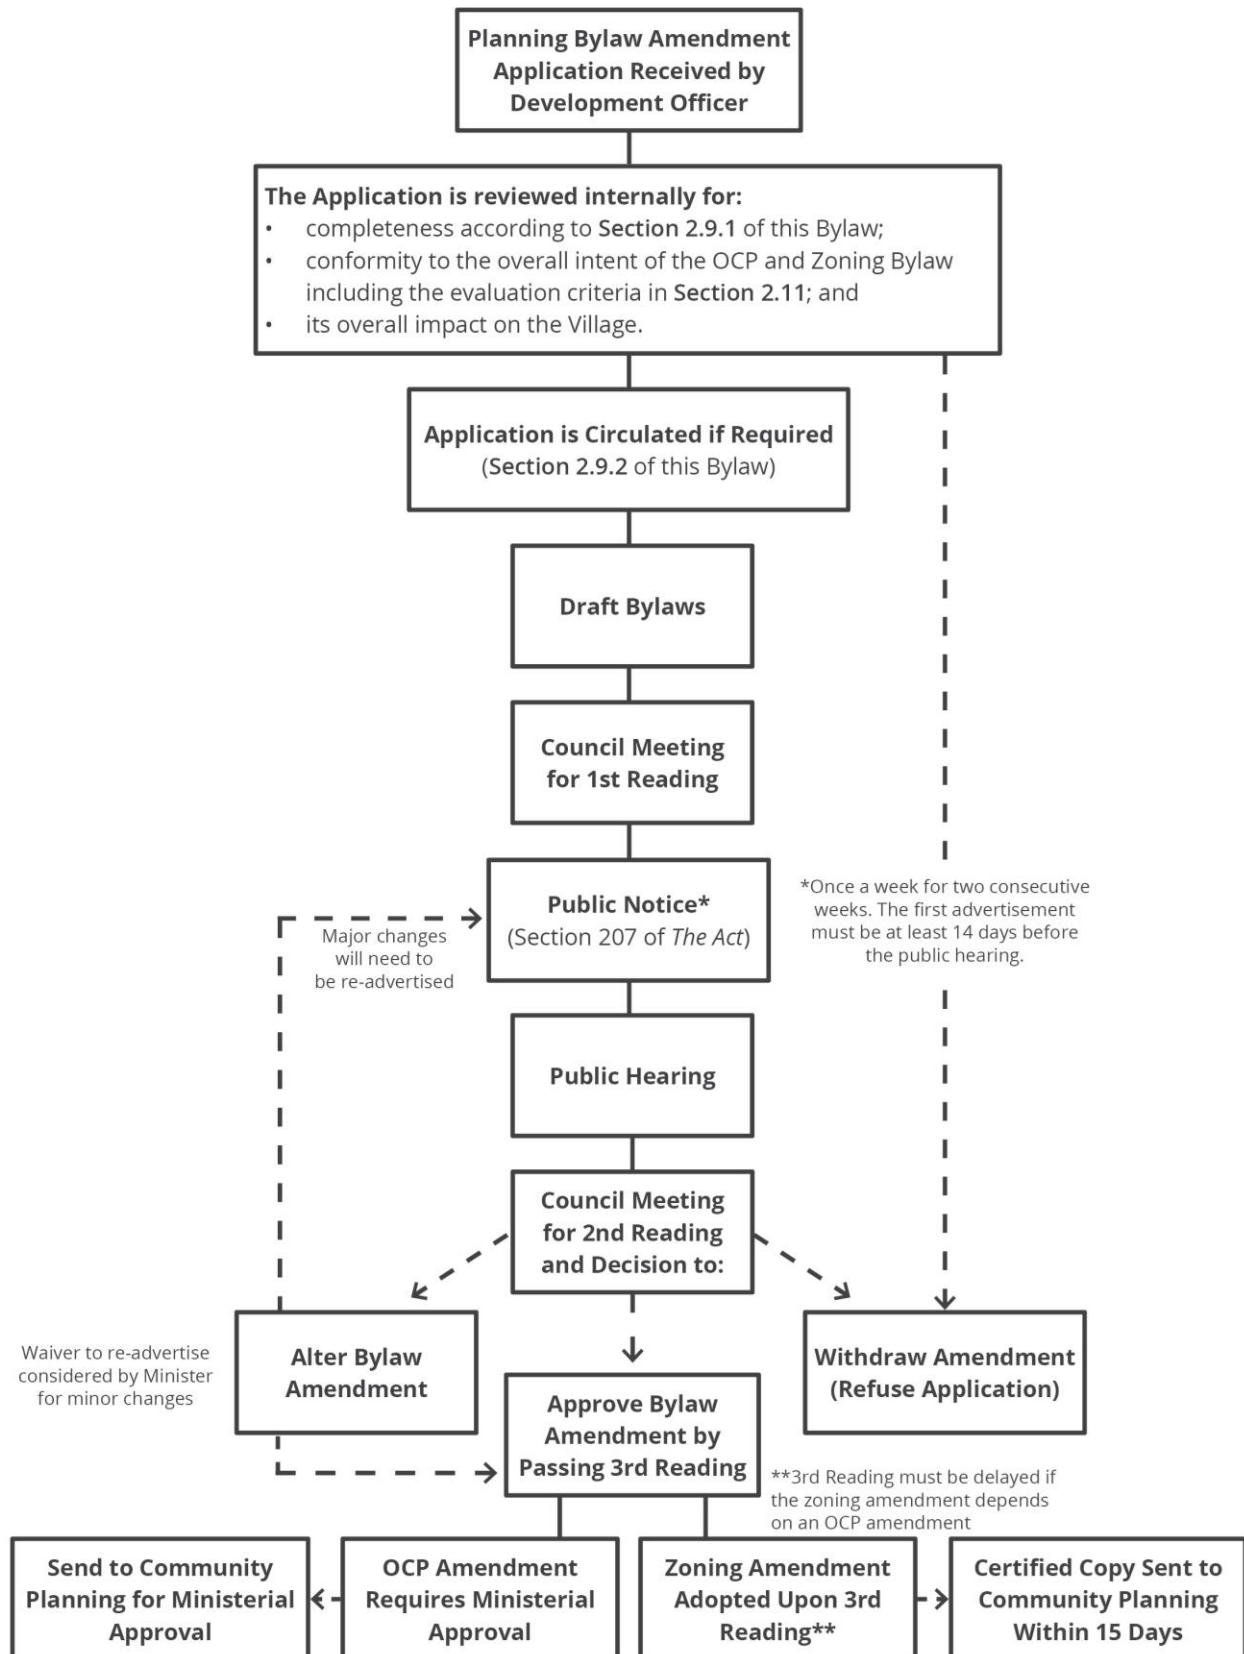 Planning Bylaw Amendment
Application Received by
Development Officer
The Application is reviewed internally for:
• completeness according to Section 2.9.1 of this Bylaw;
• conformity to the overall intent of the OCP and Zoning Bylaw
including the evaluation criteria in Section 2.11; and
• its overall impact on the Village.
Application is Circulated if Required
(Section 2.9.2 of this Bylaw)
Draft Bylaws
Council Meeting
for 1st Reading
Public Notice*
(Section 207 of The Act)
*Once a week for two consecutive
weeks. The first advertisement
must be at least 14 days before
the public hearing.
Major changes
will need to
be re-advertised
Public Hearing
Council Meeting
for 2nd Reading
and Decision to:
Waiver to re-advertise
considered by Minister
for minor changes
Alter Bylaw
Amendment
Approve Bylaw
Amendment by
Passing 3rd Reading
Withdraw Amendment
(Refuse Application)
**3rd Reading must be delayed if
the zoning amendment depends
on an OCP amendment
Send to Community
Planning for Ministerial
Approval
OCP Amendment
Requires Ministerial
Approval
Zoning Amendment
Adopted Upon 3rd
Reading**
Certified Copy Sent to
Community Planning
Within 15 Days